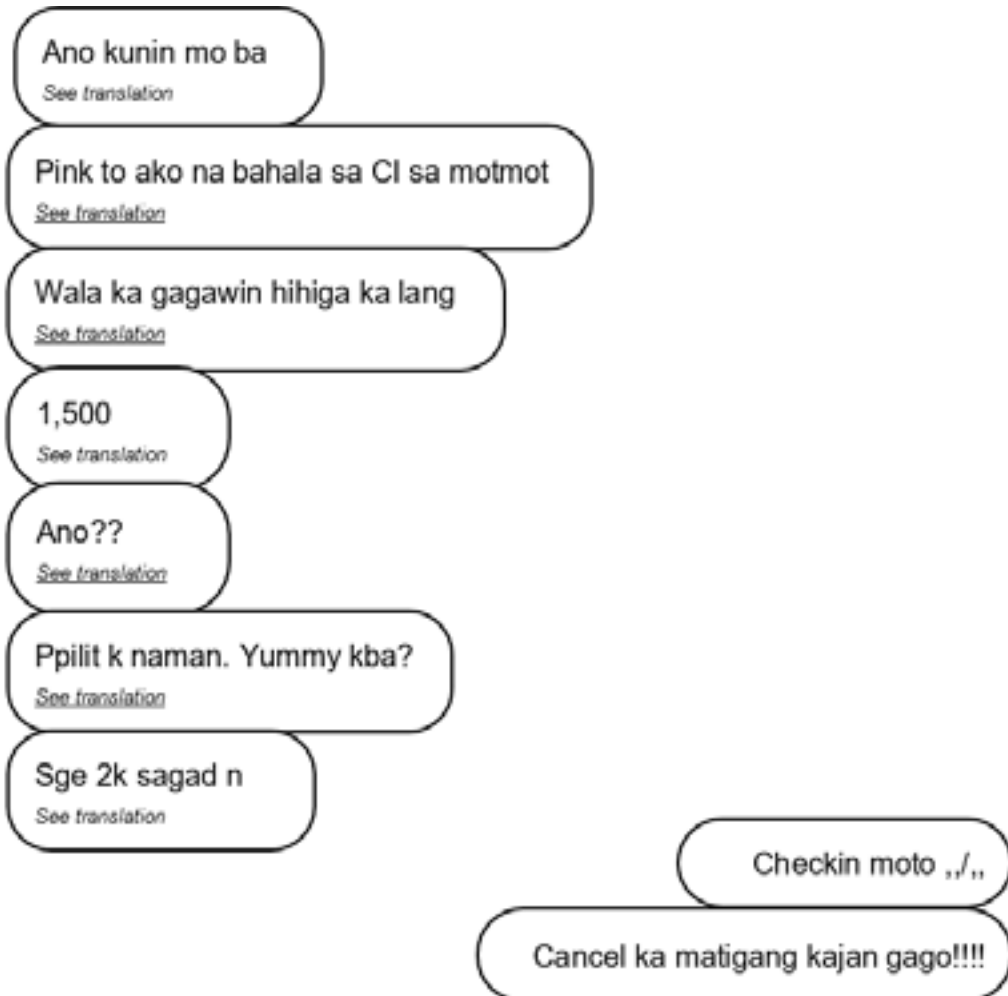 Ano kunin mo ba
See translation
Pink to ako na bahala sa CI sa motmot
See translation
Wala ka gagawin hihiga ka lang
See translation
1,500
See translation
Ano??
See translation
Ppilit k naman. Yummy kba?
See translation
Sge 2k sagad n
See translation
Checkin moto ,,/,,
Cancel ka matigang kajan gago!!!!